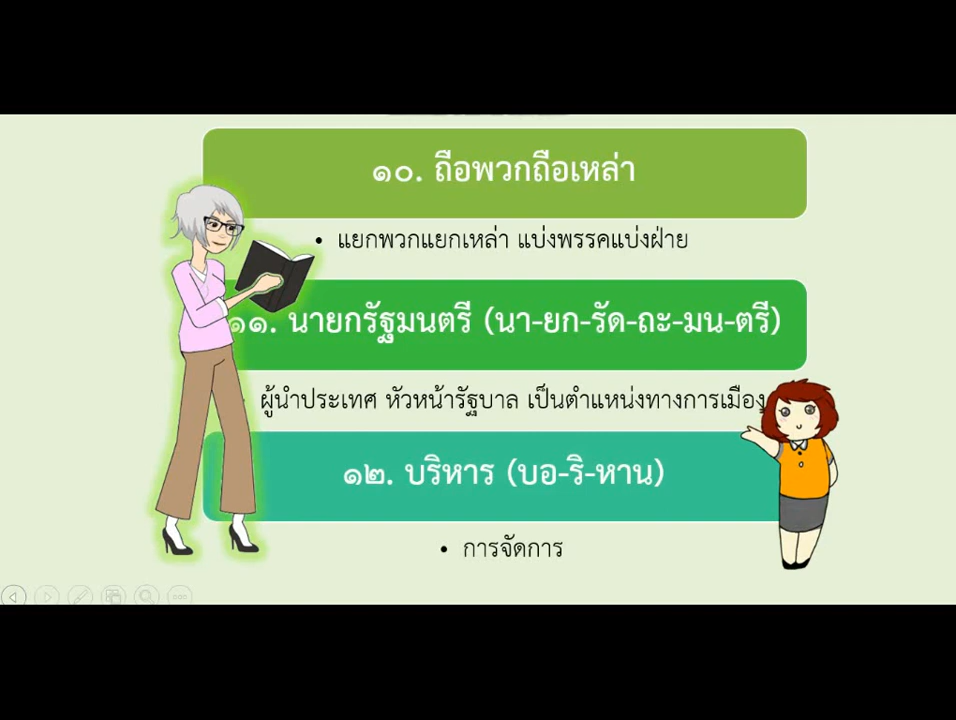 ๑๐. ถือพวกถือเหล่า
• แยกพวกแยกเหล่า แบ่งพรรคแบ่งฝ่าย
๑๑. นายกรัฐมนตรี (นา-ยก-รัด-ถะ-มน-ตรี)
ผู้นำประเทศ หัวหน้ารัฐบาล เป็นตำแหน่งทางการเมือง
๑๒. บริหาร (บอ-ริ-หาน)
• การจัดการ